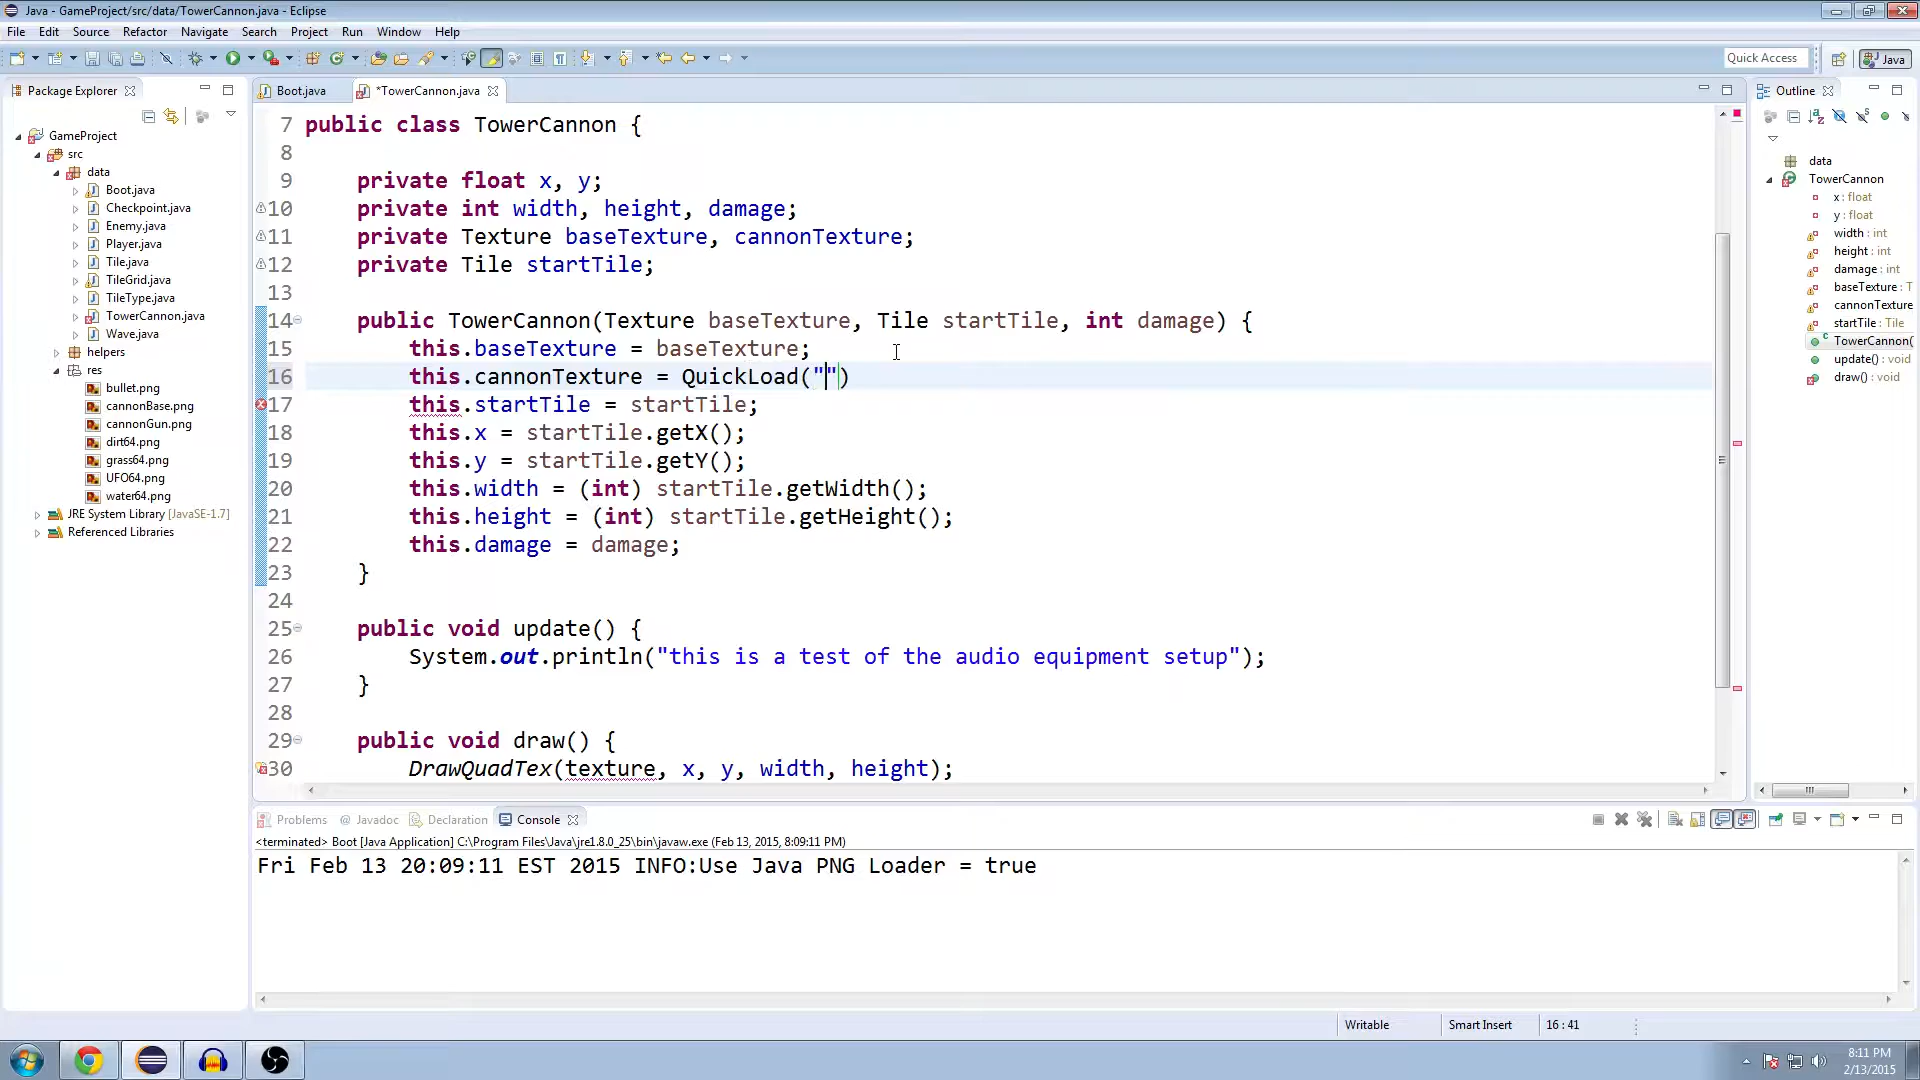 Java - GameProject/src/data/TowerCannon.java - Eclipse
File Edit Source Refactor Navigate Search Project Run Window Help
Quick Access
Java
Package Explorer
Boot.java
*TowerCannon.java
Outline
GameProject
src
data
Boot.java
Checkpoint.java
Enemy.java
Player.java
Tile.java
TileGrid.java
TileType.java
TowerCannon.java
Wave.java
helpers
res
bullet.png
cannonBase.png
cannonGun.png
dirt64.png
grass64.png
UFO64.png
water64.png
JRE System Library [JavaSE-1.7]
Referenced Libraries
7 public class TowerCannon {
8
9 private float x, y;
10 private int width, height, damage;
11 private Texture baseTexture, cannonTexture;
12 private Tile startTile;
13
14 public TowerCannon(Texture baseTexture, Tile startTile, int damage) {
15 this.baseTexture = baseTexture;
16 this.cannonTexture = QuickLoad("")
17 this.startTile = startTile;
18 this.x = startTile.getX();
19 this.y = startTile.getY();
20 this.width = (int) startTile.getWidth();
21 this.height = (int) startTile.getHeight();
22 this.damage = damage;
23 }
24
25 public void update() {
26 System.out.println("this is a test of the audio equipment setup");
27 }
28
29 public void draw() {
30 DrawQuadTex(texture, x, y, width, height);
data
TowerCannon
x : float
y : float
width : int
height : int
damage : int
baseTexture : T
cannonTexture
startTile : Tile
TowerCannon(
update() : void
draw() : void
Problems @ Javadoc Declaration Console
<terminated> Boot [Java Application] C:\Program Files\Java\jre1.8.0_25\bin\javaw.exe (Feb 13, 2015, 8:09:11 PM)
Fri Feb 13 20:09:11 EST 2015 INFO:Use Java PNG Loader = true
Writable
Smart Insert
16 : 41
8:11 PM
2/13/2015